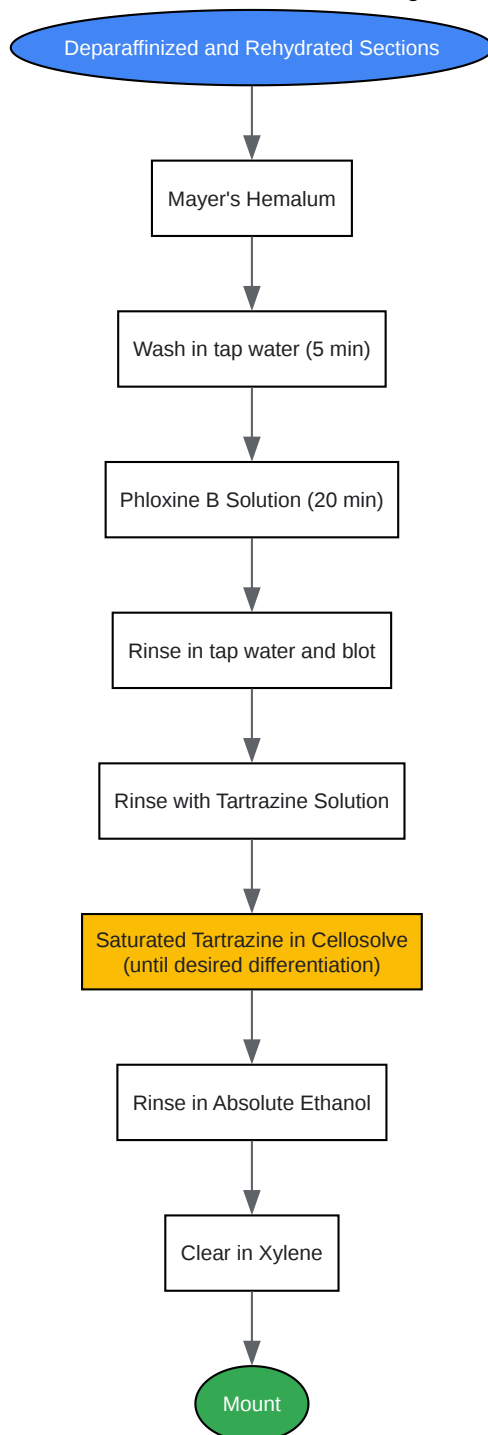 Deparaffinized and Rehydrated Sections
Mayer's Hemalum
Wash in tap water (5 min)
Phloxine B Solution (20 min)
Rinse in tap water and blot
Rinse with Tartrazine Solution
Saturated Tartrazine in Cellosolve
(until desired differentiation)
Rinse in Absolute Ethanol
Clear in Xylene
Mount